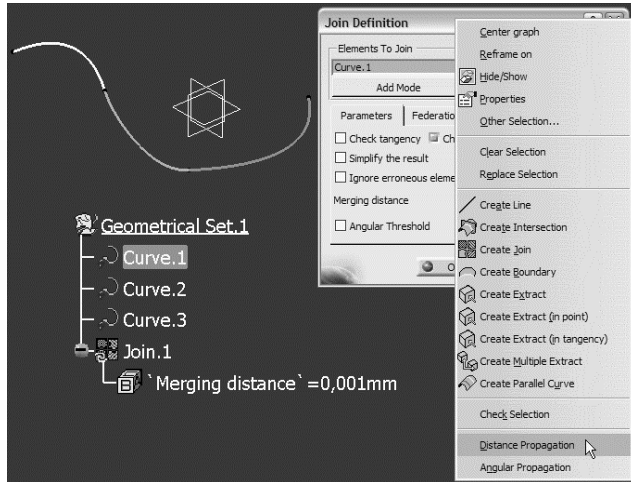 Join Definition
Elements To Join
Curve.1
Add Mode
Parameters
Federatio
Check tangency
Ch
Simplify the result
Ignore erroneous eleme
Merging distance
Angular Threshold
O
Center graph
Reframe on
Hide/Show
Properties
Other Selection...
Clear Selection
Replace Selection
Create Line
Create Intersection
Create Join
Create Boundary
Create Extract
Create Extract (in point)
Create Extract (in tangency)
Create Multiple Extract
Create Parallel Curve
Check Selection
Distance Propagation
Angular Propagation
Geometrical Set.1
Curve.1
Curve.2
Curve.3
Join.1
`Merging distance`=0,001mm